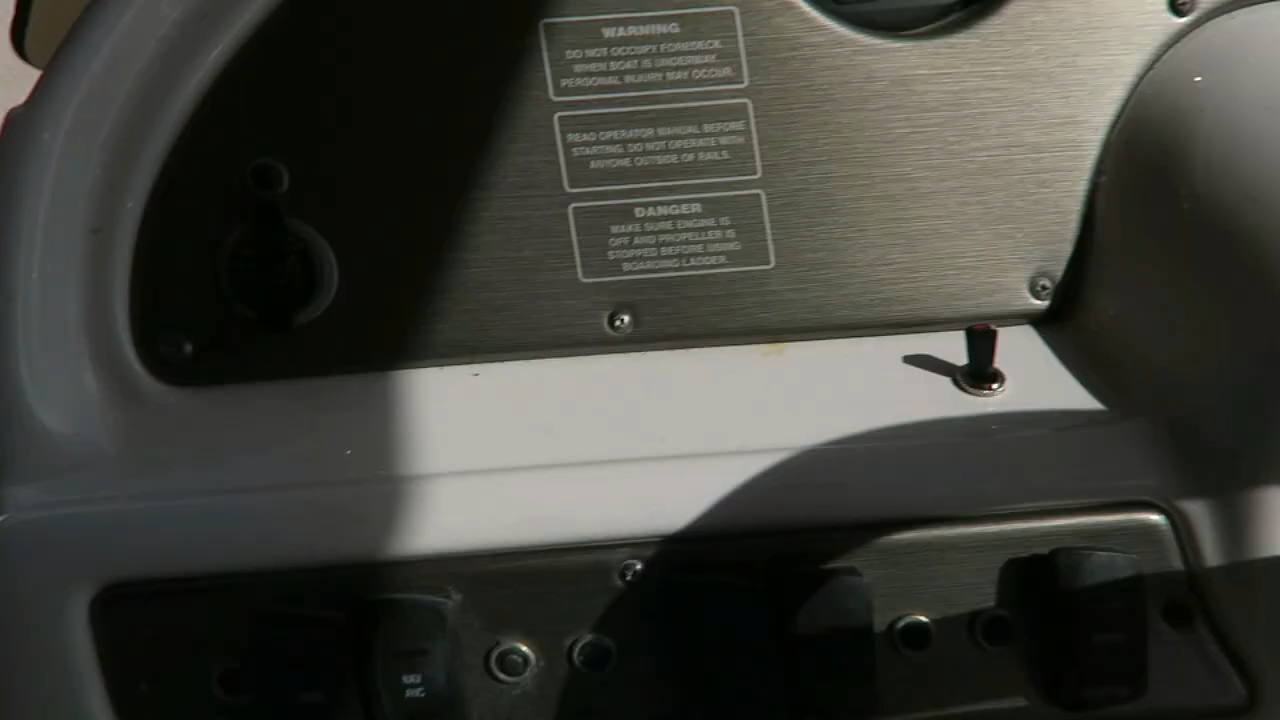 WARNING
DO NOT OCCUPY FOREDECK
WHEN BOAT IS UNDERWAY.
PERSONAL INJURY MAY OCCUR.
READ OPERATOR MANUAL BEFORE
STARTING. DO NOT OPERATE WITH
ANYONE OUTSIDE OF RAILS.
DANGER
MAKE SURE ENGINE IS
OFF AND PROPELLER IS
STOPPED BEFORE USING
BOARDING LADDER.